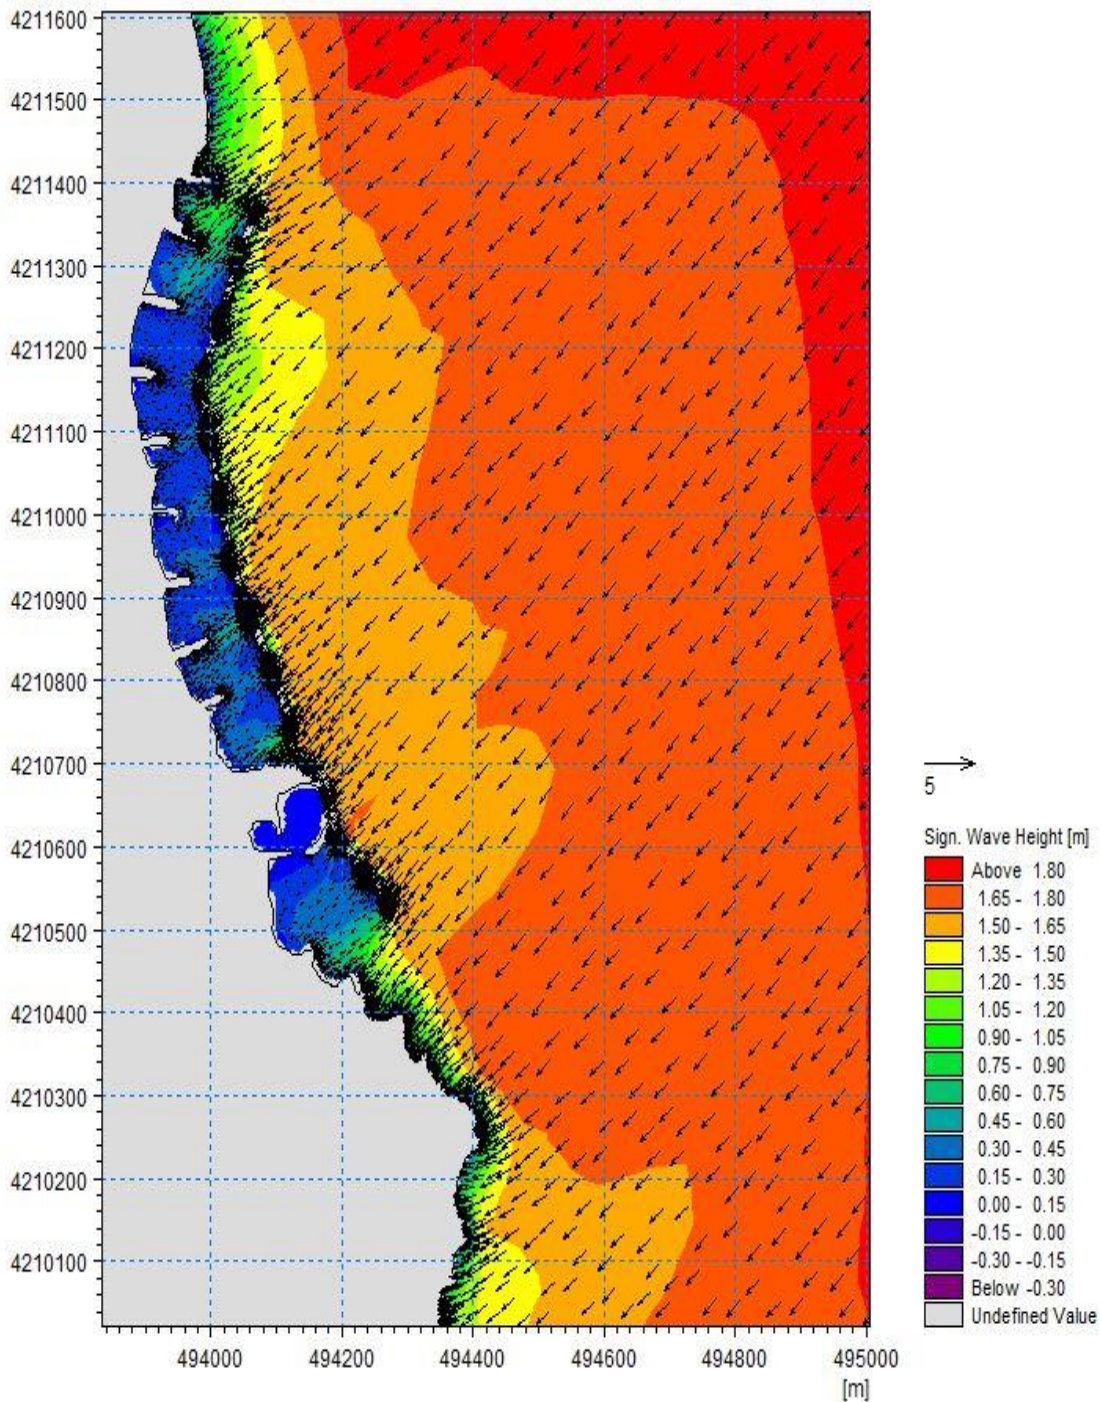 4211600
4211500
4211400
4211300
4211200
4211100
4211000
4210900
4210800
4210700
4210600
4210500
4210400
4210300
4210200
4210100
494000 494200 494400 494600 494800 495000
[m]
5
Sign. Wave Height [m]
Above 1.80
1.65 - 1.80
1.50 - 1.65
1.35 - 1.50
1.20 - 1.35
1.05 - 1.20
0.90 - 1.05
0.75 - 0.90
0.60 - 0.75
0.45 - 0.60
0.30 - 0.45
0.15 - 0.30
0.00 - 0.15
-0.15 - 0.00
-0.30 - -0.15
Below -0.30
Undefined Value